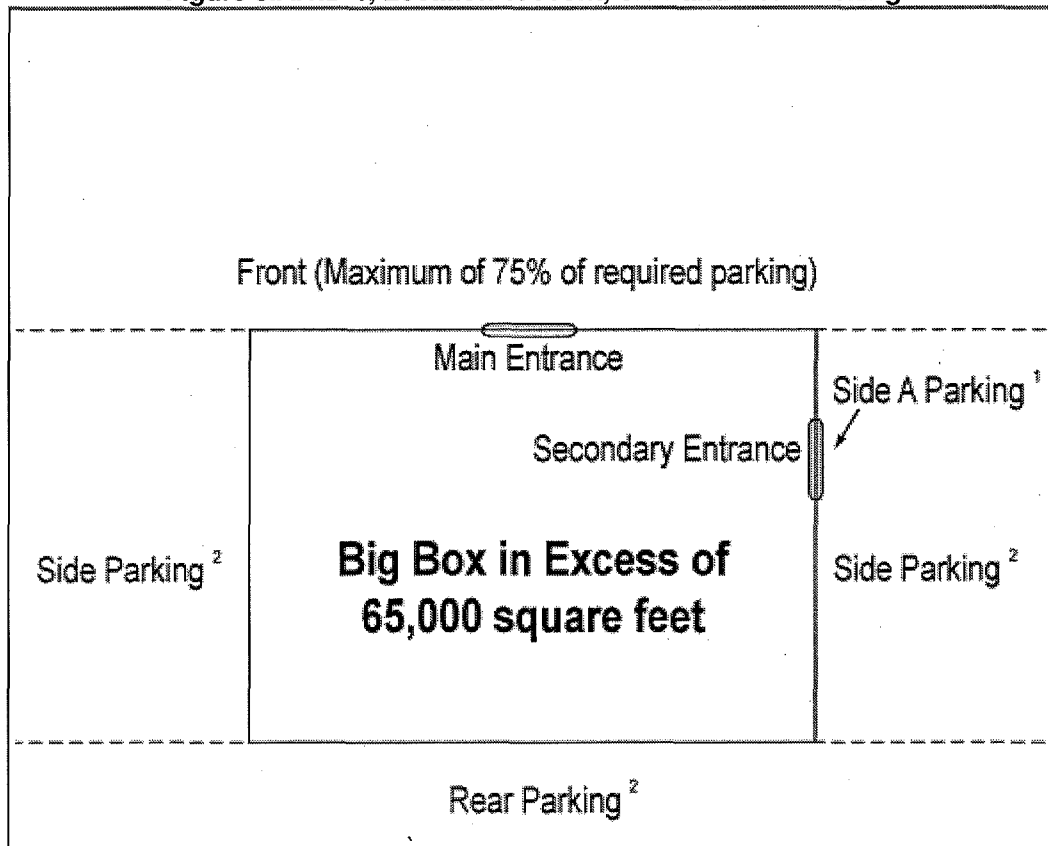 Front (Maximum of 75% of required parking)
Main Entrance
Side A Parking 1
Secondary Entrance
Side Parking 2
Big Box in Excess of
65,000 square feet
Side Parking 2
Rear Parking 2